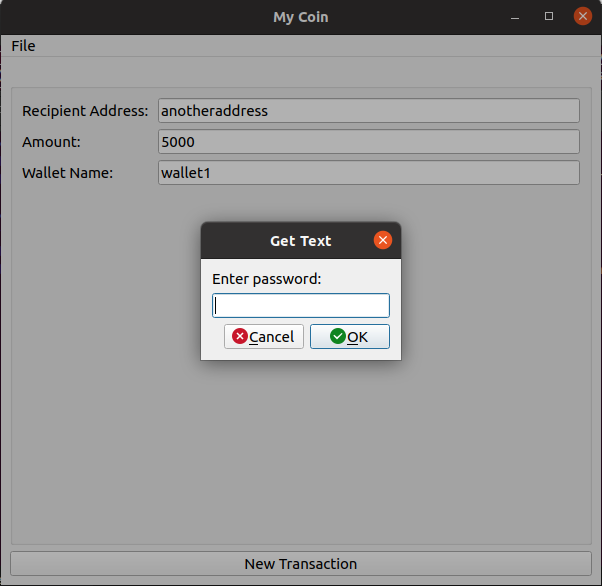 My Coin
File
Recipient Address: anotheraddress
Amount: 5000
Wallet Name: wallet1
Get Text
Enter password:
Cancel OK
New Transaction